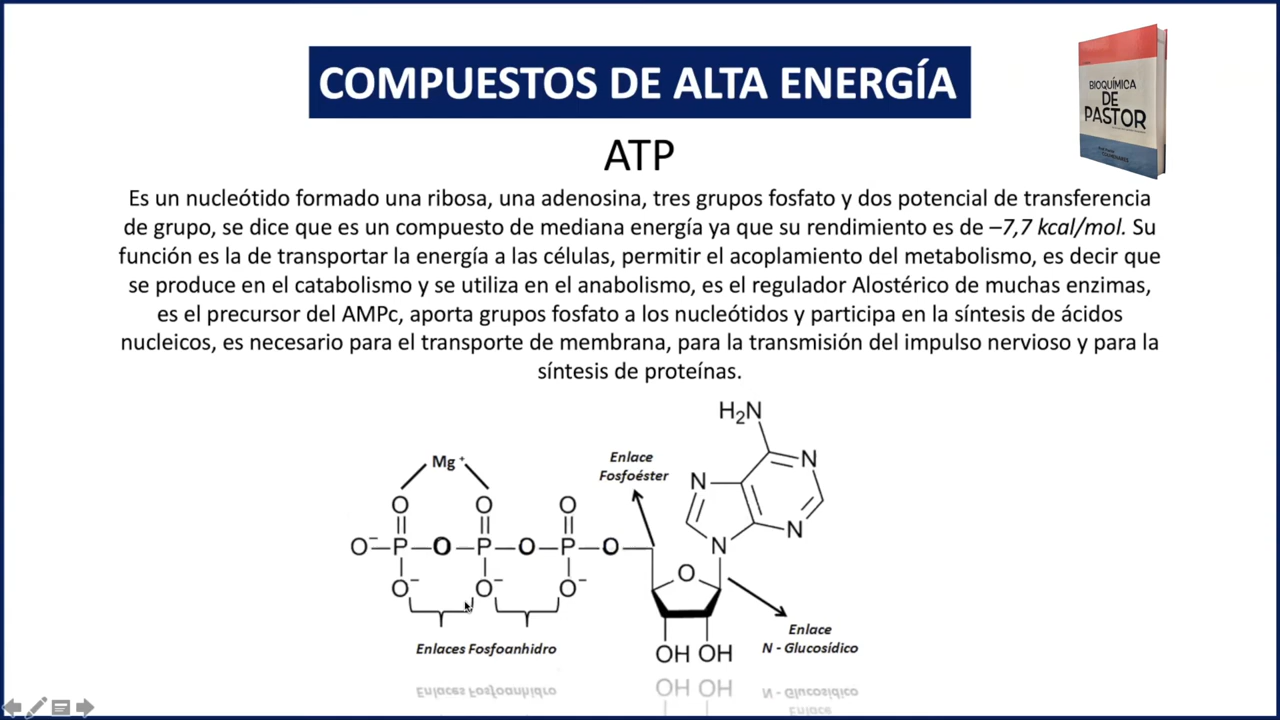 COMPUESTOS DE ALTA ENERGÍA
BIOQUÍMICA
DE
PASTOR
ATP
Es un nucleótido formado una ribosa, una adenosina, tres grupos fosfato y dos potencial de transferencia
de grupo, se dice que es un compuesto de mediana energía ya que su rendimiento es de –7,7 kcal/mol. Su
función es la de transportar la energía a las células, permitir el acoplamiento del metabolismo, es decir que
se produce en el catabolismo y se utiliza en el anabolismo, es el regulador Alostérico de muchas enzimas,
es el precursor del AMPc, aporta grupos fosfato a los nucleótidos y participa en la síntesis de ácidos
nucleicos, es necesario para el transporte de membrana, para la transmisión del impulso nervioso y para la
síntesis de proteínas.
H₂N
Mg⁺
Enlace
Fosfoéster
N N
O O O N
O⁻ P O P O P O N
O⁻ O⁻ O⁻ O
Enlaces Fosfoanhidro
Enlace
N - Glucosídico
OH OH